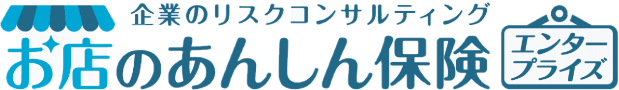 企業のリスクコンサルティング
お店のあんしん保険
エンター
プライズ